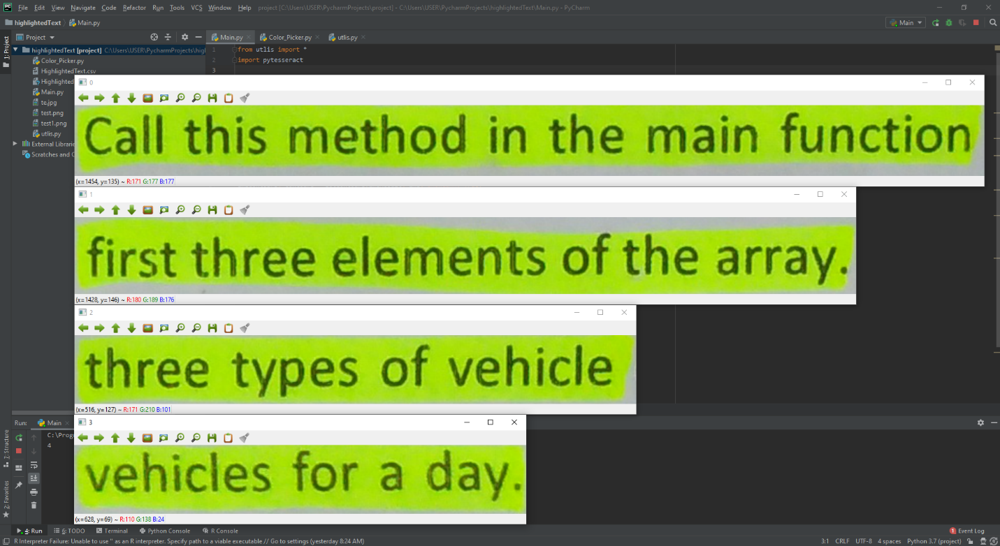 File Edit View Navigate Code Refactor Run Tools VCS Window Help project [C:\Users\USER\PycharmProjects\project] - C:\Users\USER\PycharmProjects\highlightedText\Main.py - PyCharm
highlightedText Main.py Main
1: Project Project Main.py Color_Picker.py utlis.py
highlightedText [project] C:\Users\USER\PycharmProjects\high 1 from utlis import *
Color_Picker.py 2 import pytesseract
HighlightedText.csv 3
Highlighted
Main.py
te.jpg
test.png
test1.png
utlis.py
External Librarie
Scratches and C
0
Call this method in the main function
(x=1454, y=135) ~ R:171 G:177 B:177
1
first three elements of the array.
(x=1428, y=146) ~ R:180 G:189 B:176
2
three types of vehicle
(x=516, y=127) ~ R:171 G:210 B:101
Run: Main
3
C:\Prog
4
vehicles for a day.
(x=628, y=69) ~ R:110 G:138 B:24
7: Structure
2: Favorites
4: Run 6: TODO Terminal Python Console R Console 1 Event Log
R Interpreter Failure: Unable to use '' as an R interpreter. Specify path to a viable executable // Go to settings (yesterday 8:24 AM) 3:1 CRLF UTF-8 4 spaces Python 3.7 (project)